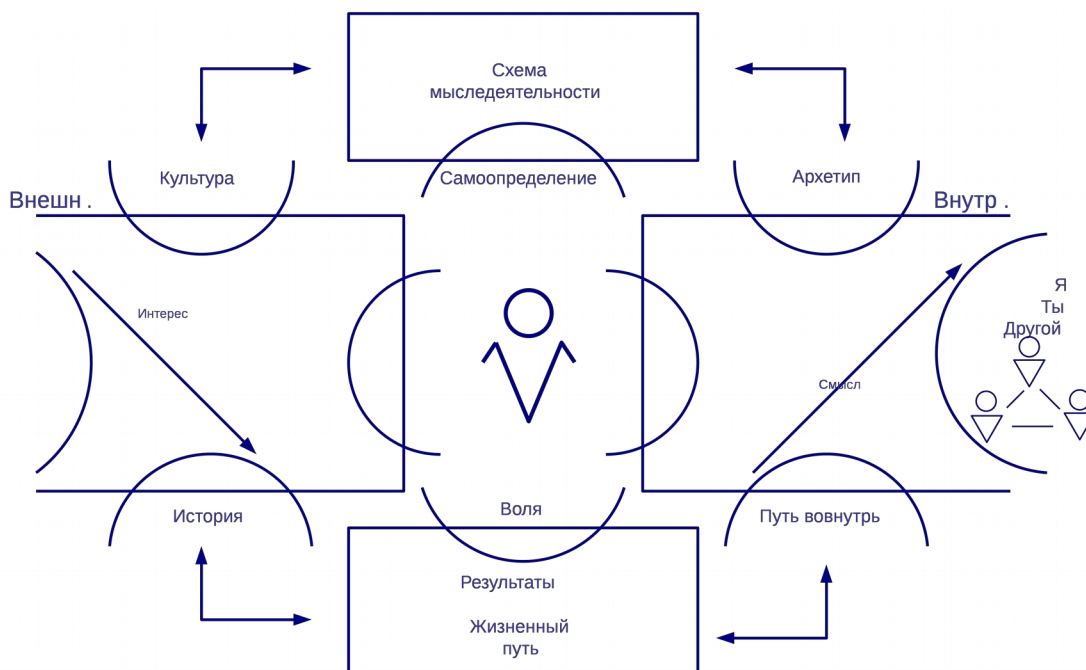 Схема
мыследеятельности
Культура
Самоопределение
Архетип
Внешн .
Внутр .
Интерес
Я
Ты
Другой
Смысл
История
Воля
Путь вовнутрь
Результаты
Жизненный
путь